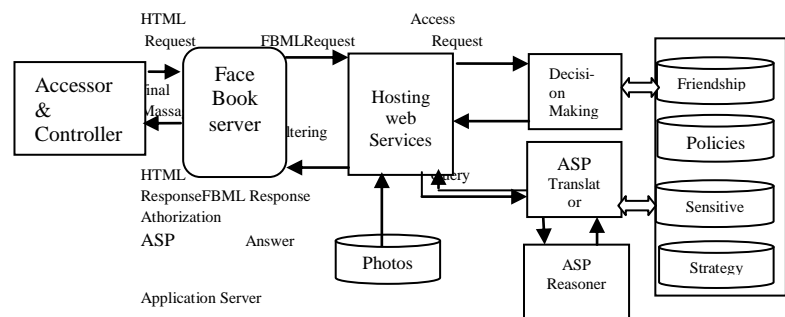 HTML
Request
Access
FBMLRequest
Request
Accessor
&
Controller
Face
Book
server
Hosting
web
Services
Decisi-
on
Making
Friendship
Policies
Sensitive
Strategy
inal
Massa
ltering
uery
HTML
ResponseFBML Response
Athorization
ASP
Answer
Photos
ASP
Translat
or
ASP
Reasoner
Application Server